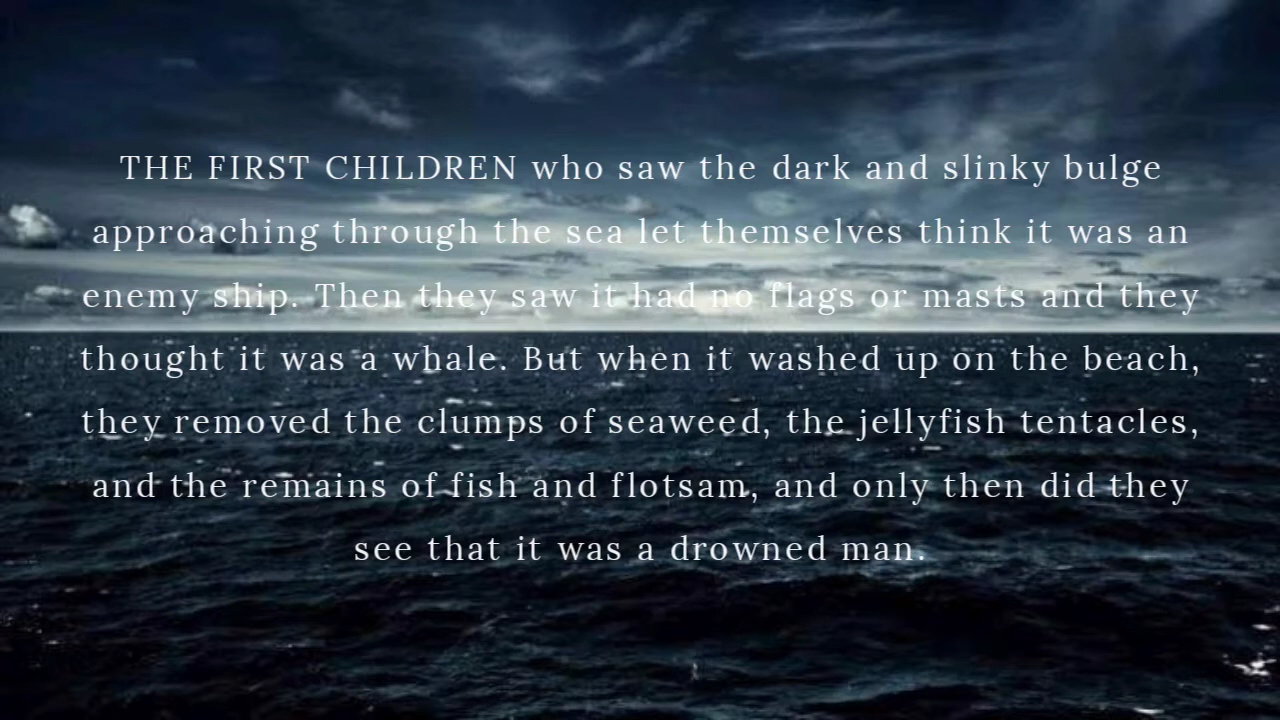 THE FIRST CHILDREN who saw the dark and slinky bulge
approaching through the sea let themselves think it was an
enemy ship. Then they saw it had no flags or masts and they
thought it was a whale. But when it washed up on the beach,
they removed the clumps of seaweed, the jellyfish tentacles,
and the remains of fish and flotsam, and only then did they
see that it was a drowned man.